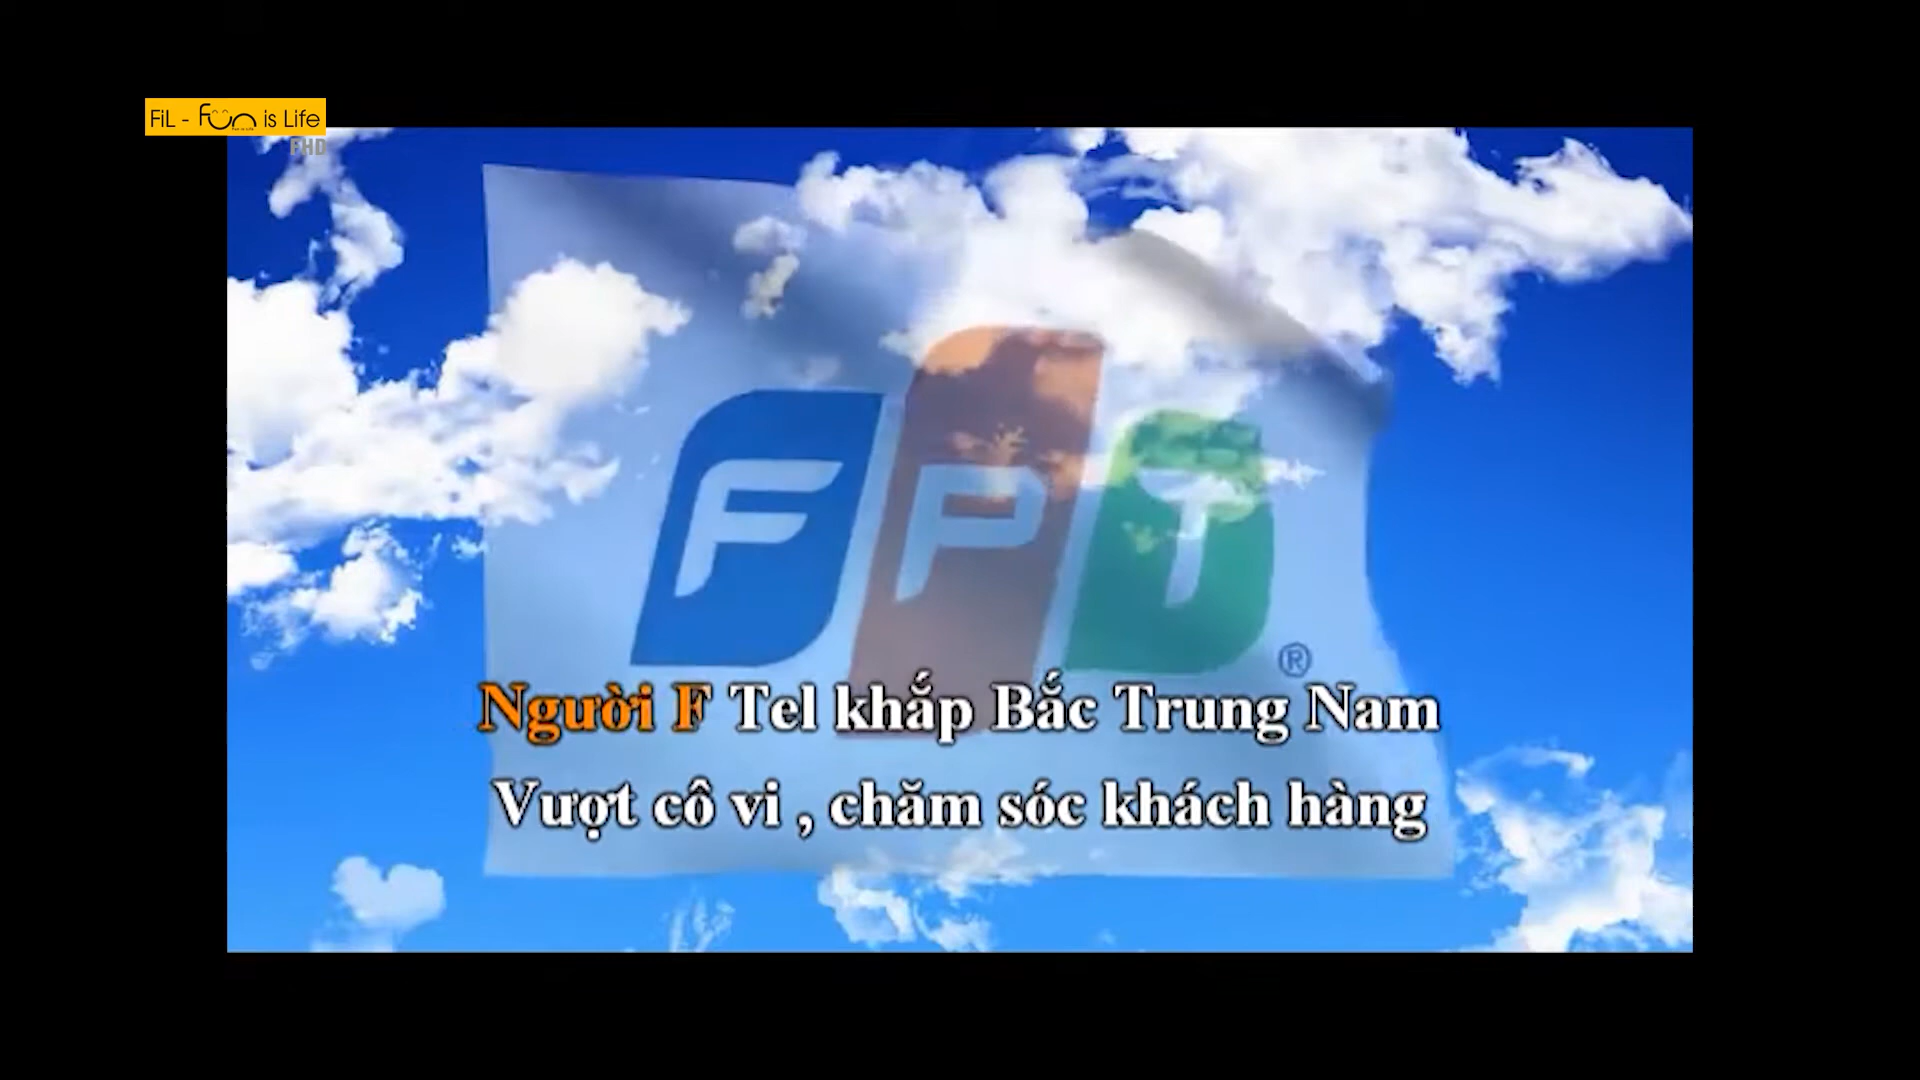 FiL - Fun is Life
FHD
FPT
®
Người F Tel khắp Bắc Trung Nam
Vượt cô vi , chăm sóc khách hàng